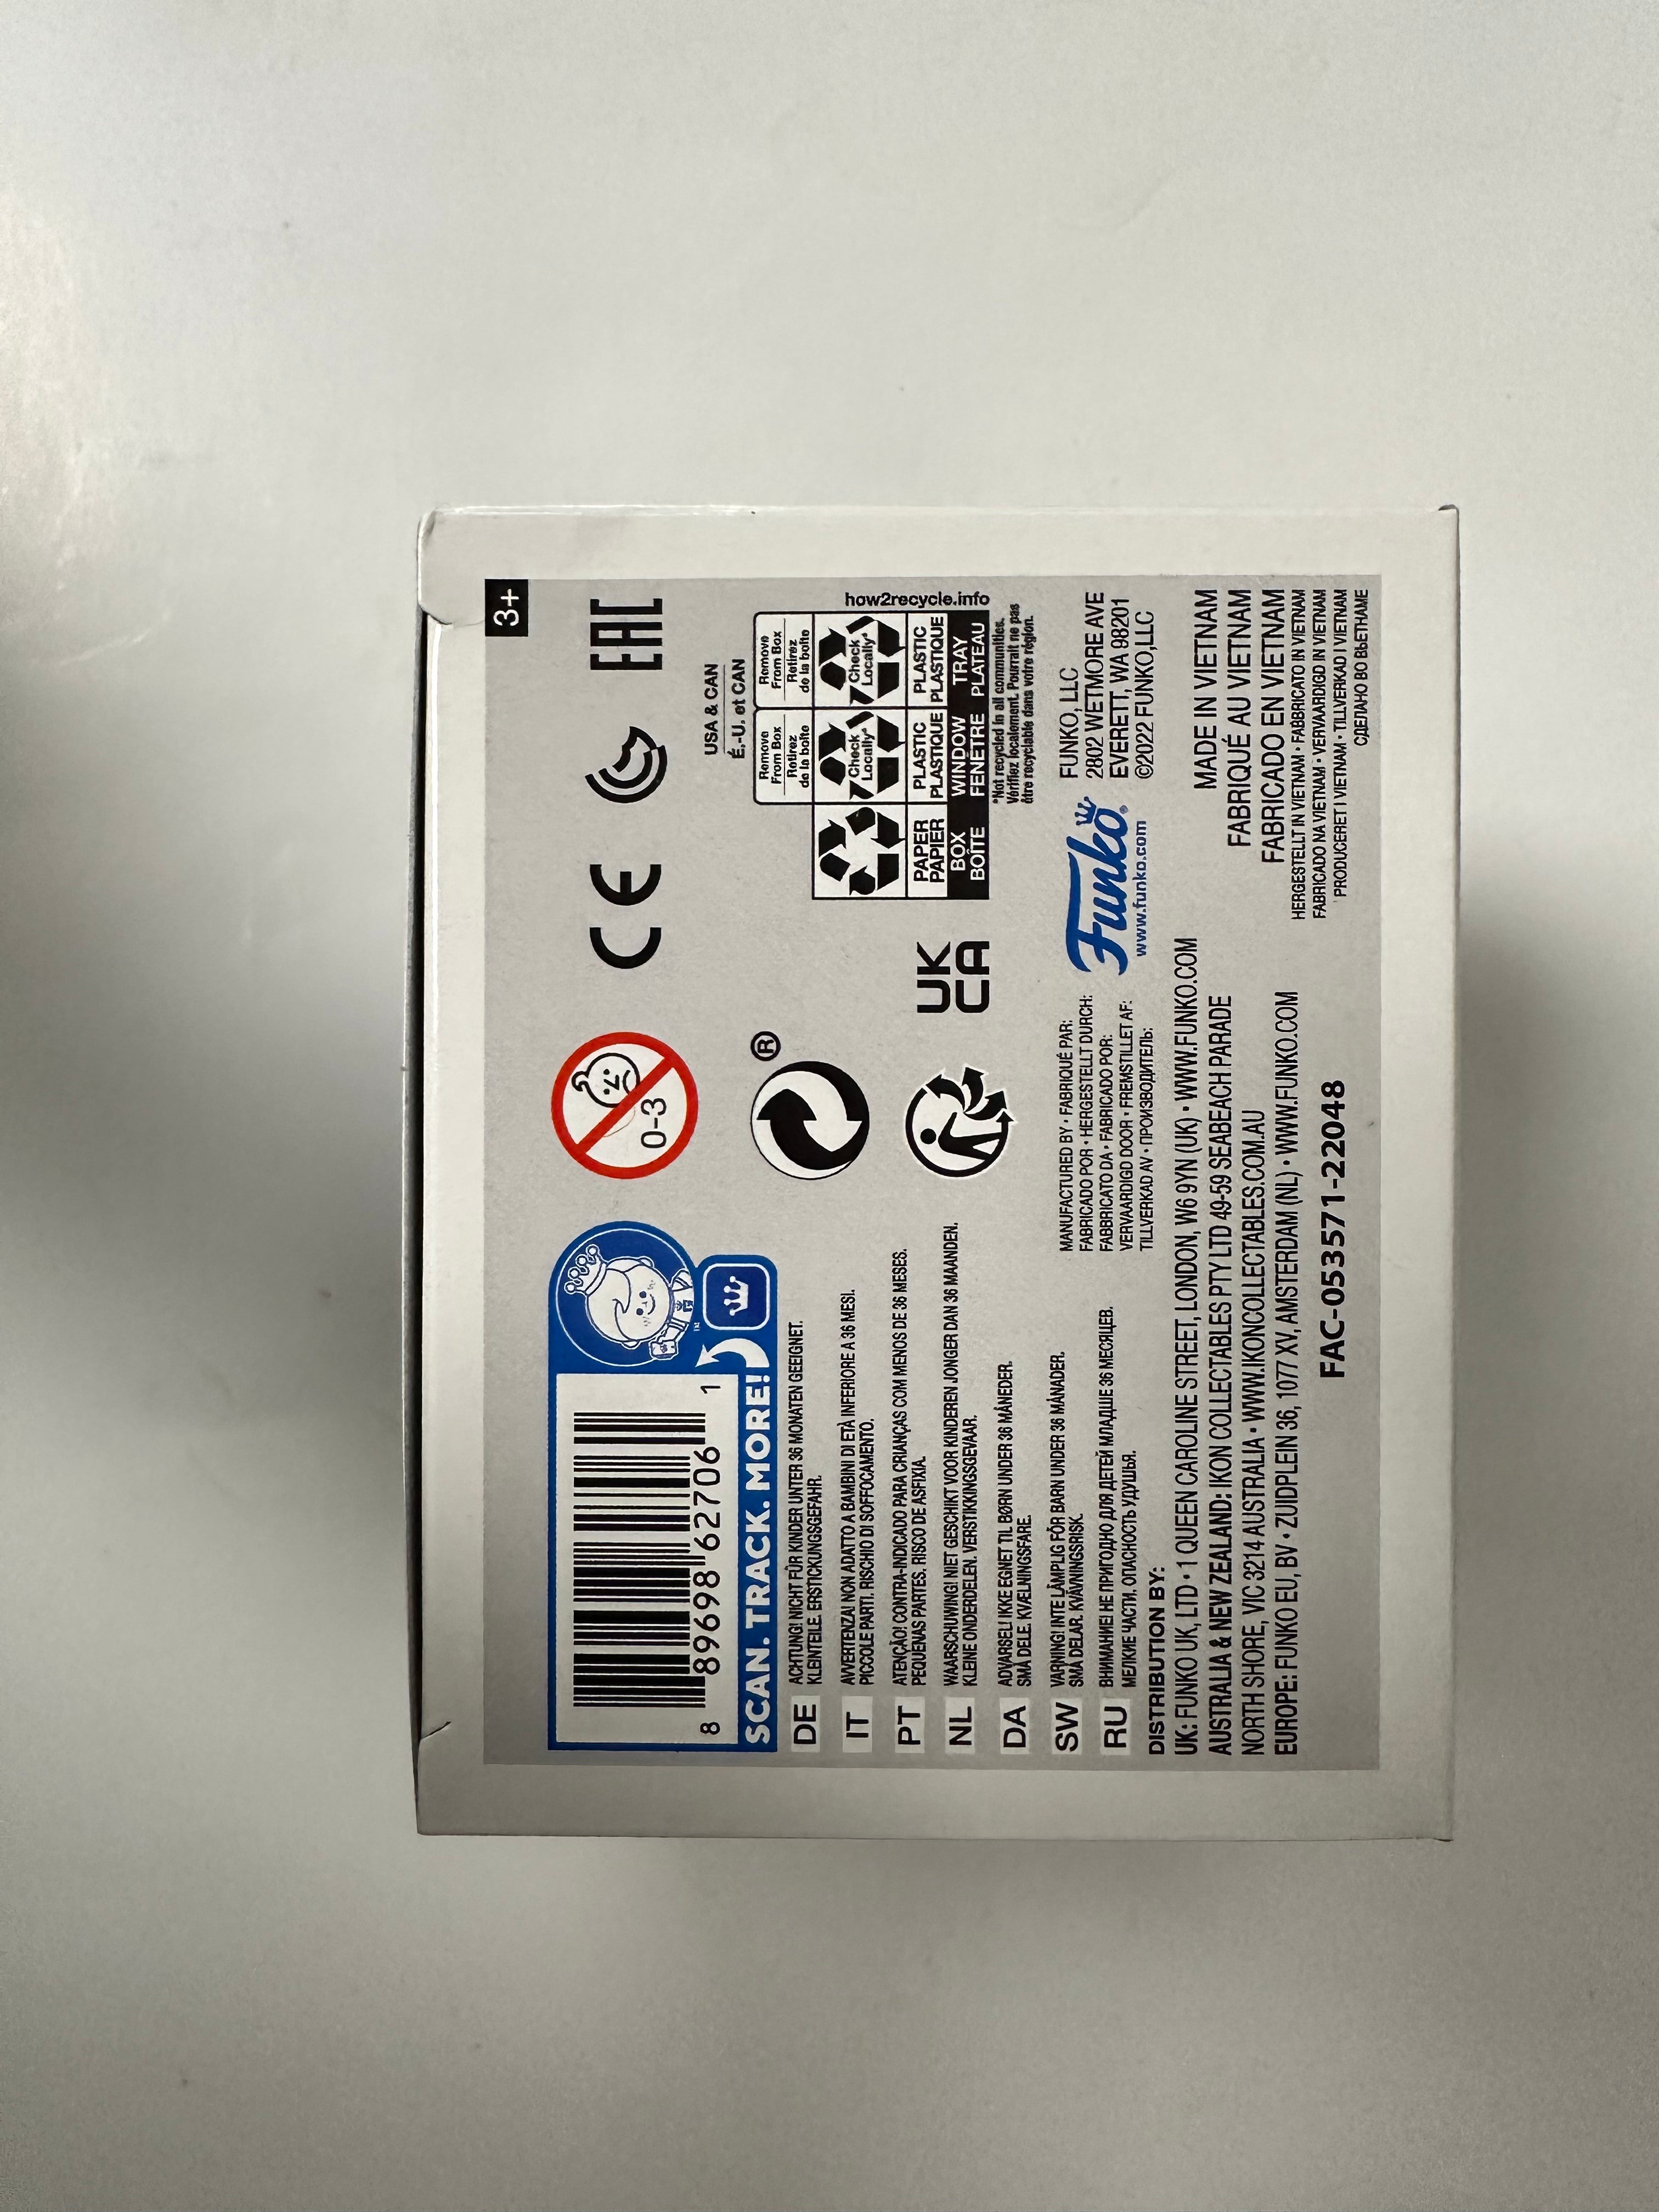 3+
8 89698 62706 1
SCAN. TRACK. MORE!
TM
0-3
CE
EAC
®
UK
CA
USA & CAN
É.-U. et CAN
Remove
From Box
Retirez
de la boîte
Remove
From Box
Retirez
de la boîte
Check
Locally*
Check
Locally*
PAPER
PAPIER
PLASTIC
PLASTIQUE
PLASTIC
PLASTIQUE
BOX
BOÎTE
WINDOW
FENÊTRE
TRAY
PLATEAU
how2recycle.info
*Not recycled in all communities.
Vérifiez localement. Pourrait ne pas
être recyclable dans votre région.
DE ACHTUNG! NICHT FÜR KINDER UNTER 36 MONATEN GEEIGNET.
KLEINTEILE. ERSTICKUNGSGEFAHR.
IT AVVERTENZA! NON ADATTO A BAMBINI DI ETÀ INFERIORE A 36 MESI.
PICCOLE PARTI. RISCHIO DI SOFFOCAMENTO.
PT ATENÇÃO! CONTRA-INDICADO PARA CRIANÇAS COM MENOS DE 36 MESES.
PEQUENAS PARTES. RISCO DE ASFIXIA.
NL WAARSCHUWING! NIET GESCHIKT VOOR KINDEREN JONGER DAN 36 MAANDEN.
KLEINE ONDERDELEN. VERSTIKKINGSGEVAAR.
DA ADVARSEL! IKKE EGNET TIL BØRN UNDER 36 MÅNEDER.
SMÅ DELE. KVÆLNINGSFARE.
SW VARNING! INTE LÄMPLIG FÖR BARN UNDER 36 MÅNADER.
SMÅ DELAR. KVÄVNINGSRISK.
RU ВНИМАНИЕ! НЕ ПРИГОДНО ДЛЯ ДЕТЕЙ МЛАДШЕ 36 МЕСЯЦЕВ.
МЕЛКИЕ ЧАСТИ. ОПАСНОСТЬ УДУШЬЯ.
MANUFACTURED BY • FABRIQUÉ PAR:
FABRICADO POR • HERGESTELLT DURCH:
FABBRICATO DA • FABRICADO POR:
VERVAARDIGD DOOR • FREMSTILLET AF:
TILLVERKAD AV • ПРОИЗВОДИТЕЛЬ:
Funko®
www.funko.com
FUNKO, LLC
2802 WETMORE AVE
EVERETT, WA 98201
©2022 FUNKO,LLC
DISTRIBUTION BY:
UK: FUNKO UK, LTD • 1 QUEEN CAROLINE STREET, LONDON, W6 9YN (UK) • WWW.FUNKO.COM
AUSTRALIA & NEW ZEALAND: IKON COLLECTABLES PTY LTD 49-59 SEABEACH PARADE
NORTH SHORE, VIC 3214 AUSTRALIA • WWW.IKONCOLLECTABLES.COM.AU
EUROPE: FUNKO EU, BV • ZUIDPLEIN 36, 1077 XV, AMSTERDAM (NL) • WWW.FUNKO.COM
FAC-053571-22048
MADE IN VIETNAM
FABRIQUÉ AU VIETNAM
FABRICADO EN VIETNAM
HERGESTELLT IN VIETNAM • FABBRICATO IN VIETNAM
FABRICADO NA VIETNAM • VERVAARDIGD IN VIETNAM
PRODUCERET I VIETNAM • TILLVERKAD I VIETNAM
СДЕЛАНО ВО ВЬЕТНАМЕ